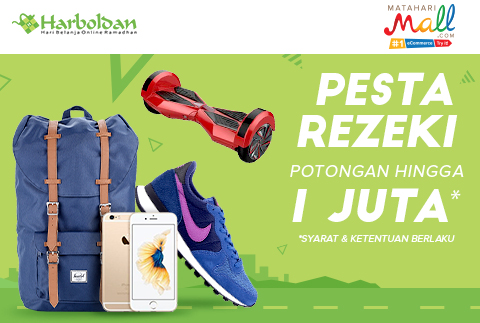 Harboldan
Hari Belanja Online Ramadhan
MATAHARI
Mall
.COM
#1 eCommerce Try it!
PESTA
REZEKI
POTONGAN HINGGA
1 JUTA*
*SYARAT & KETENTUAN BERLAKU